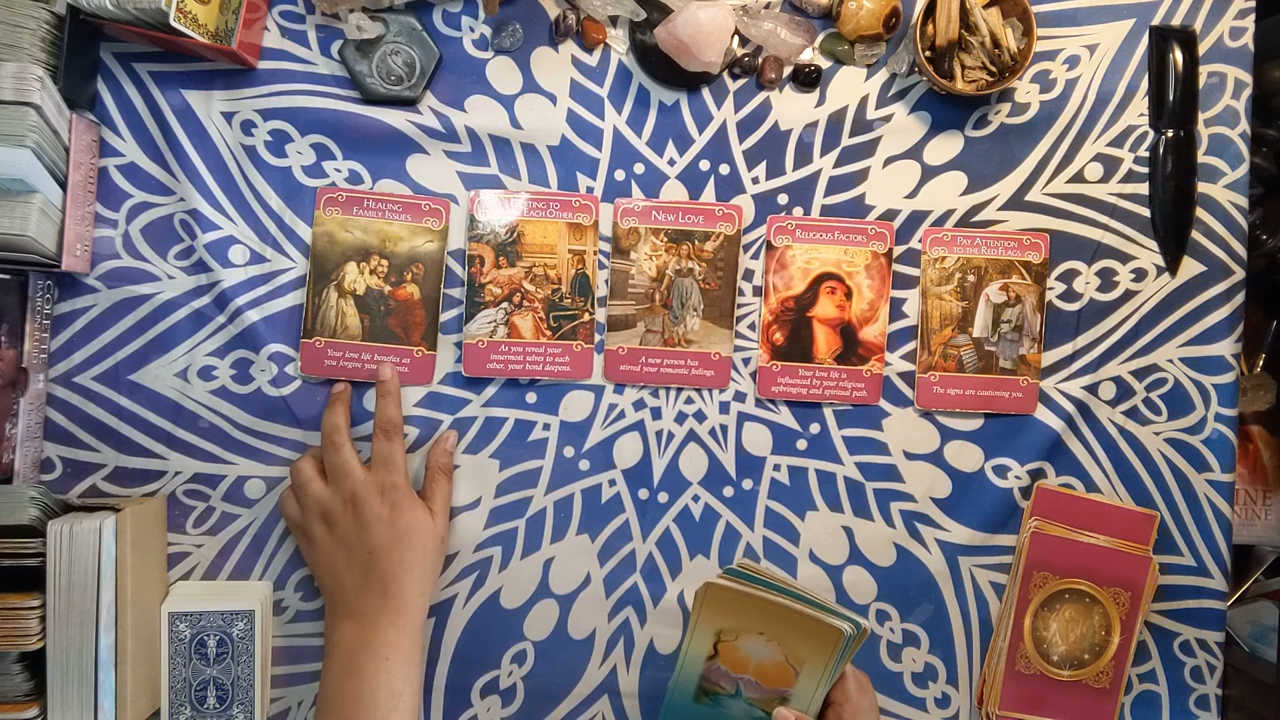 HEALING
FAMILY ISSUES
Your love life benefits as
you forgive your
TO
EACH OTHER
As you reveal your
innermost selves to each
other, your bond deepens.
NEW LOVE
A new person has
stirred your romantic feelings.
RELIGIOUS FACTORS
Your love life is
influenced by your religious
upbringing and spiritual path.
PAY ATTENTION
TO THE RED FLAGS
The signs are cautioning you.
COLETTE
BARON-REID